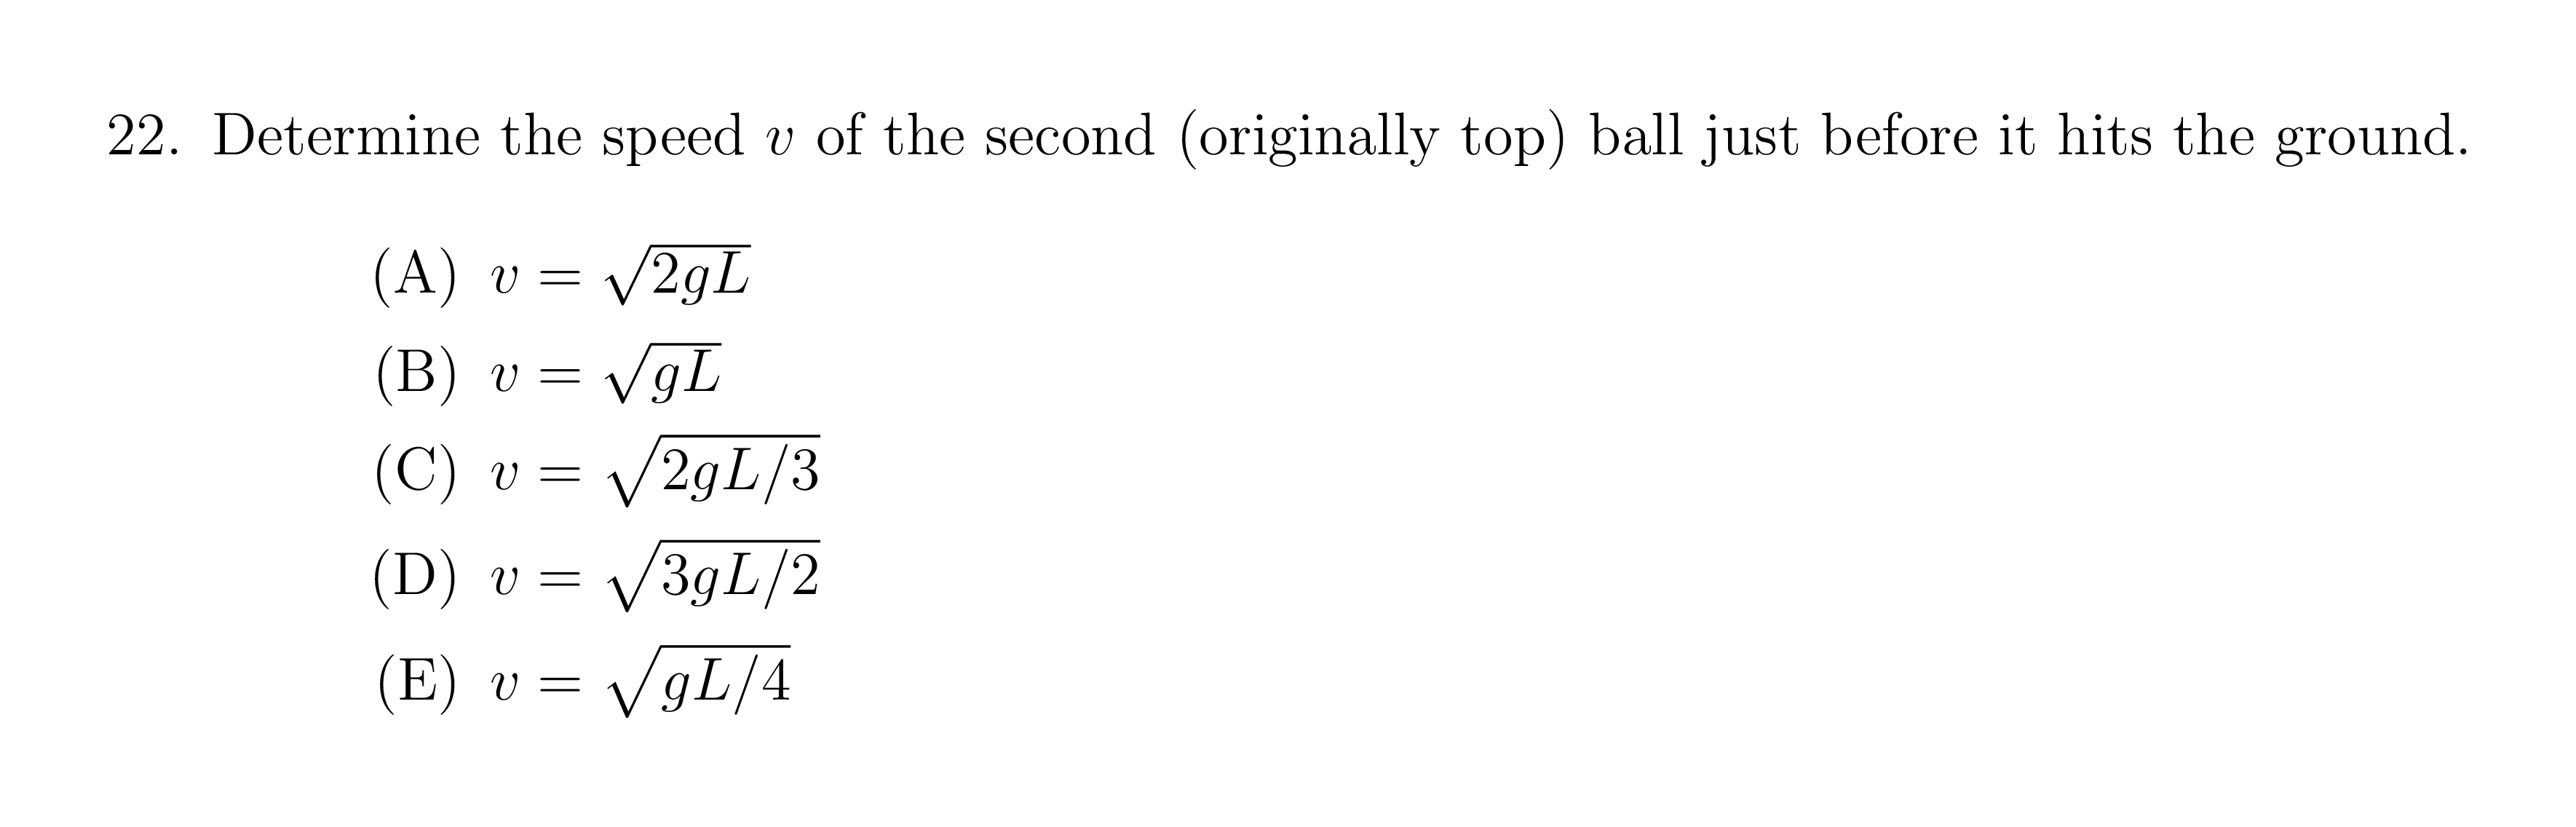 22. Determine the speed v of the second (originally top) ball just before it hits the ground.
(A) v = √2gL
(B) v = √gL
(C) v = √2gL/3
(D) v = √3gL/2
(E) v = √gL/4